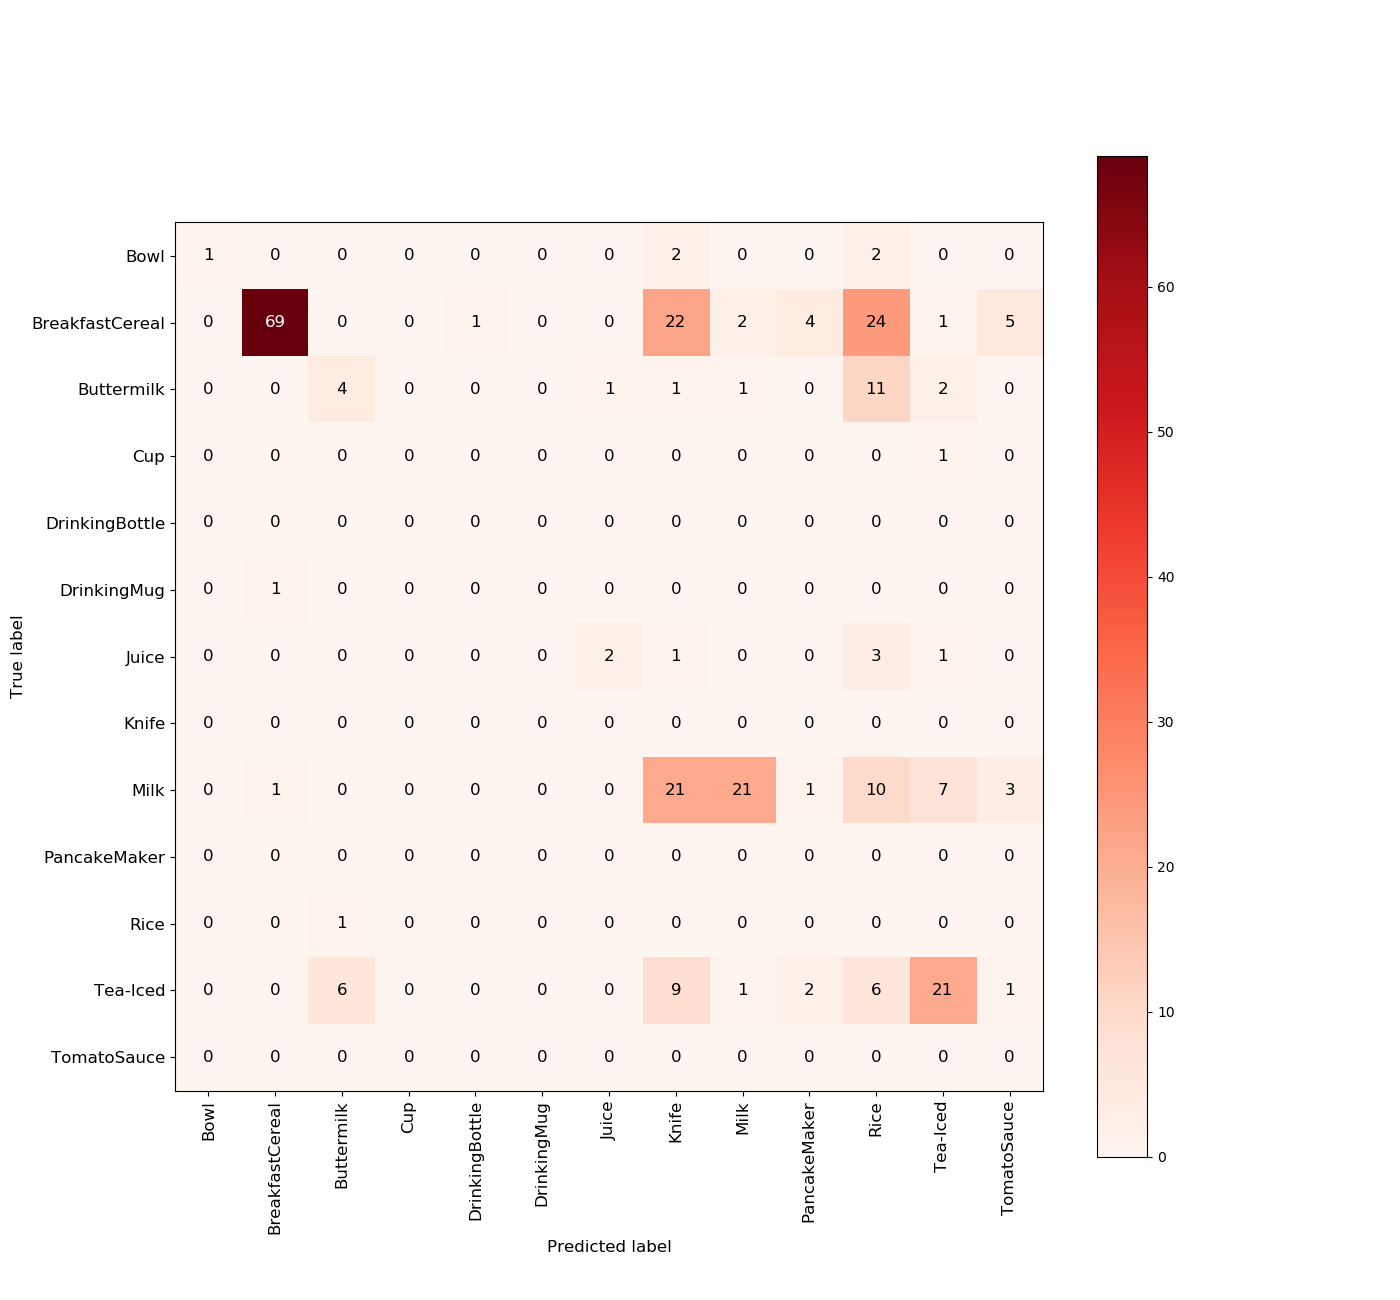 Bowl 1 0 0 0 0 0 0 2 0 0 2 0 0
BreakfastCereal 0 69 0 0 1 0 0 22 2 4 24 1 5
Buttermilk 0 0 4 0 0 0 1 1 1 0 11 2 0
Cup 0 0 0 0 0 0 0 0 0 0 0 1 0
DrinkingBottle 0 0 0 0 0 0 0 0 0 0 0 0 0
DrinkingMug 0 1 0 0 0 0 0 0 0 0 0 0 0
Juice 0 0 0 0 0 0 2 1 0 0 3 1 0
Knife 0 0 0 0 0 0 0 0 0 0 0 0 0
Milk 0 1 0 0 0 0 0 21 21 1 10 7 3
PancakeMaker 0 0 0 0 0 0 0 0 0 0 0 0 0
Rice 0 0 1 0 0 0 0 0 0 0 0 0 0
Tea-Iced 0 0 6 0 0 0 0 9 1 2 6 21 1
TomatoSauce 0 0 0 0 0 0 0 0 0 0 0 0 0
True label
Bowl
BreakfastCereal
Buttermilk
Cup
DrinkingBottle
DrinkingMug
Juice
Knife
Milk
PancakeMaker
Rice
Tea-Iced
TomatoSauce
Predicted label
60
50
40
30
20
10
0